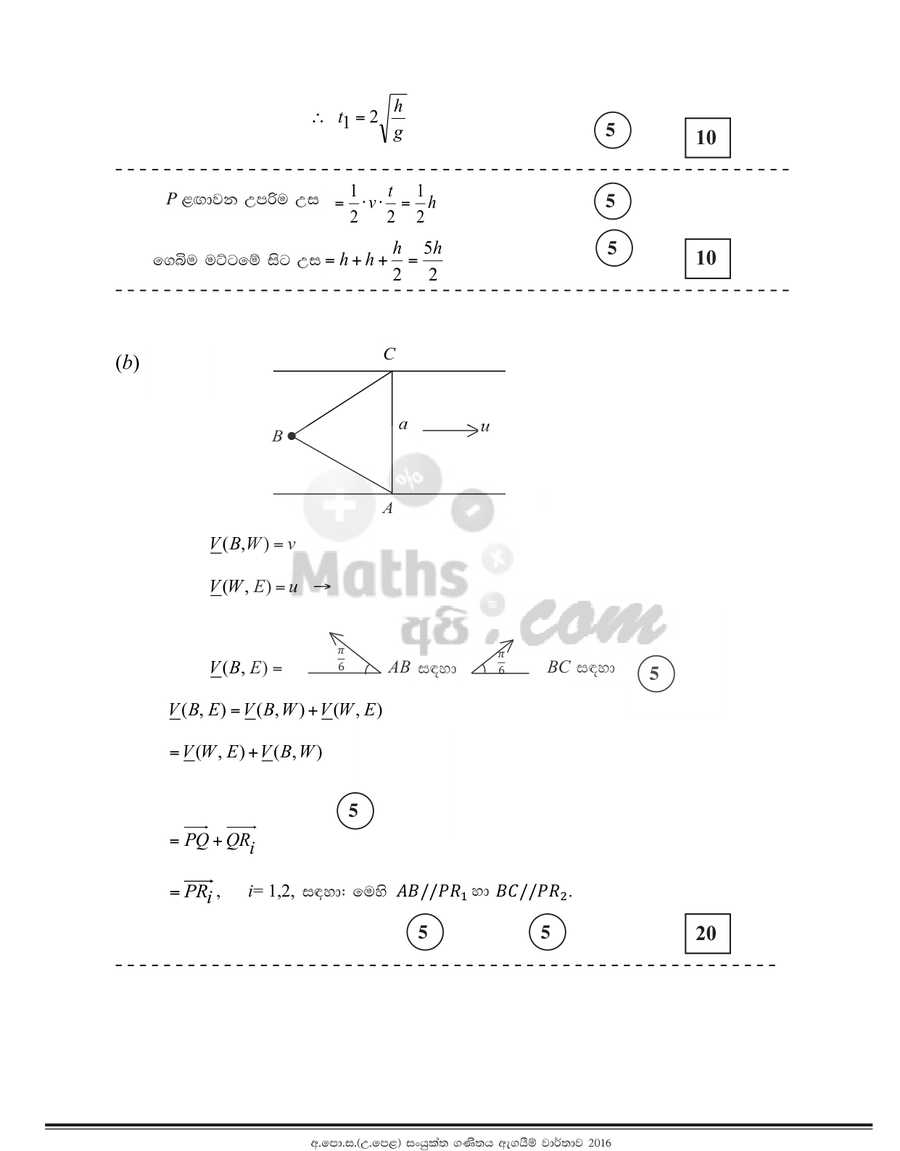 ∴ t₁ = 2√(h/g) 5 10
P ළඟාවන උපරිම උස = 1/2 · v · t/2 = 1/2 h 5
ගෙබිම මට්ටමේ සිට උස = h + h + h/2 = 5h/2 5 10
(b)
C
B a u
A
Maths
අපි.com
V(B,W) = v
V(W, E) = u →
V(B, E) = π/6 AB සඳහා π/6 BC සඳහා 5
V(B, E) = V(B, W) + V(W, E)
= V(W, E) + V(B, W)
5
= PQ + QRᵢ
= PRᵢ, i= 1,2, සඳහා: මෙහි AB//PR₁ හා BC//PR₂.
5 5 20
අ.පො.ස.(උ.පෙළ) සංයුක්ත ගණිතය ඇගයීම් වාර්තාව 2016